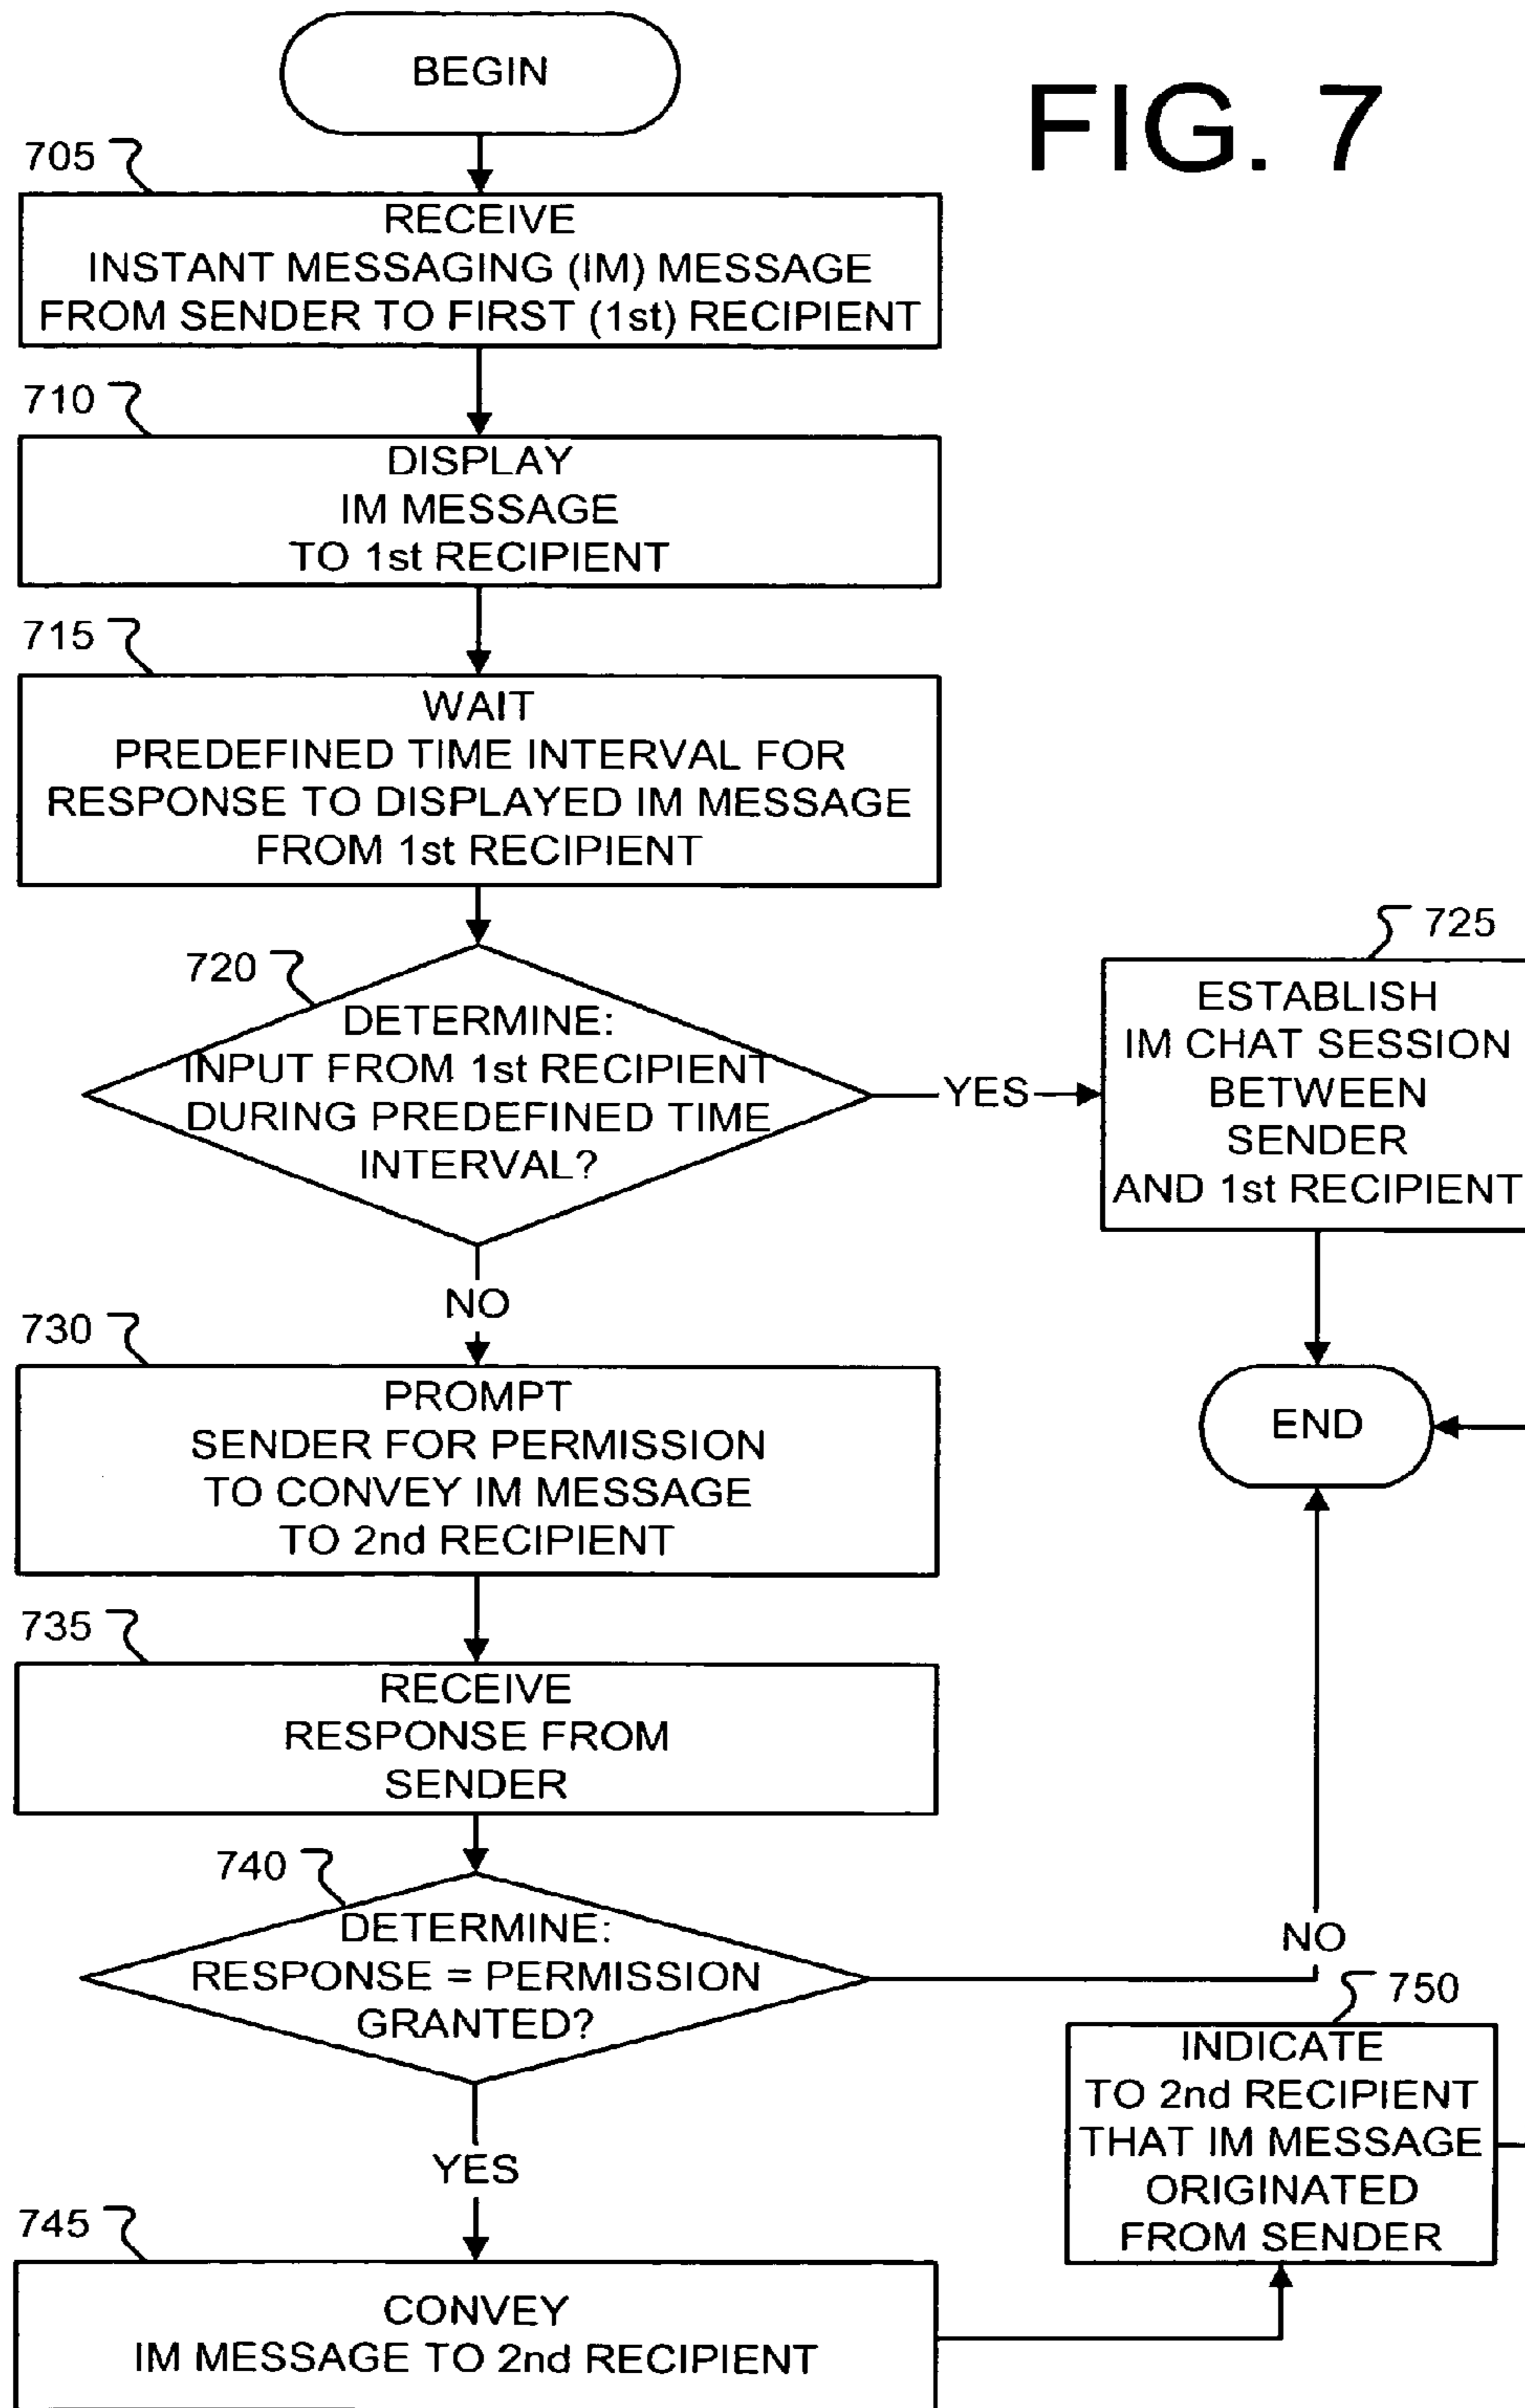 BEGIN
FIG. 7
705
RECEIVE
INSTANT MESSAGING (IM) MESSAGE
FROM SENDER TO FIRST (1st) RECIPIENT
710
DISPLAY
IM MESSAGE
TO 1st RECIPIENT
715
WAIT
PREDEFINED TIME INTERVAL FOR
RESPONSE TO DISPLAYED IM MESSAGE
FROM 1st RECIPIENT
720
DETERMINE:
INPUT FROM 1st RECIPIENT
DURING PREDEFINED TIME
INTERVAL?
YES
725
ESTABLISH
IM CHAT SESSION
BETWEEN
SENDER
AND 1st RECIPIENT
NO
END
730
PROMPT
SENDER FOR PERMISSION
TO CONVEY IM MESSAGE
TO 2nd RECIPIENT
735
RECEIVE
RESPONSE FROM
SENDER
740
DETERMINE:
RESPONSE = PERMISSION
GRANTED?
NO
YES
750
INDICATE
TO 2nd RECIPIENT
THAT IM MESSAGE
ORIGINATED
FROM SENDER
745
CONVEY
IM MESSAGE TO 2nd RECIPIENT